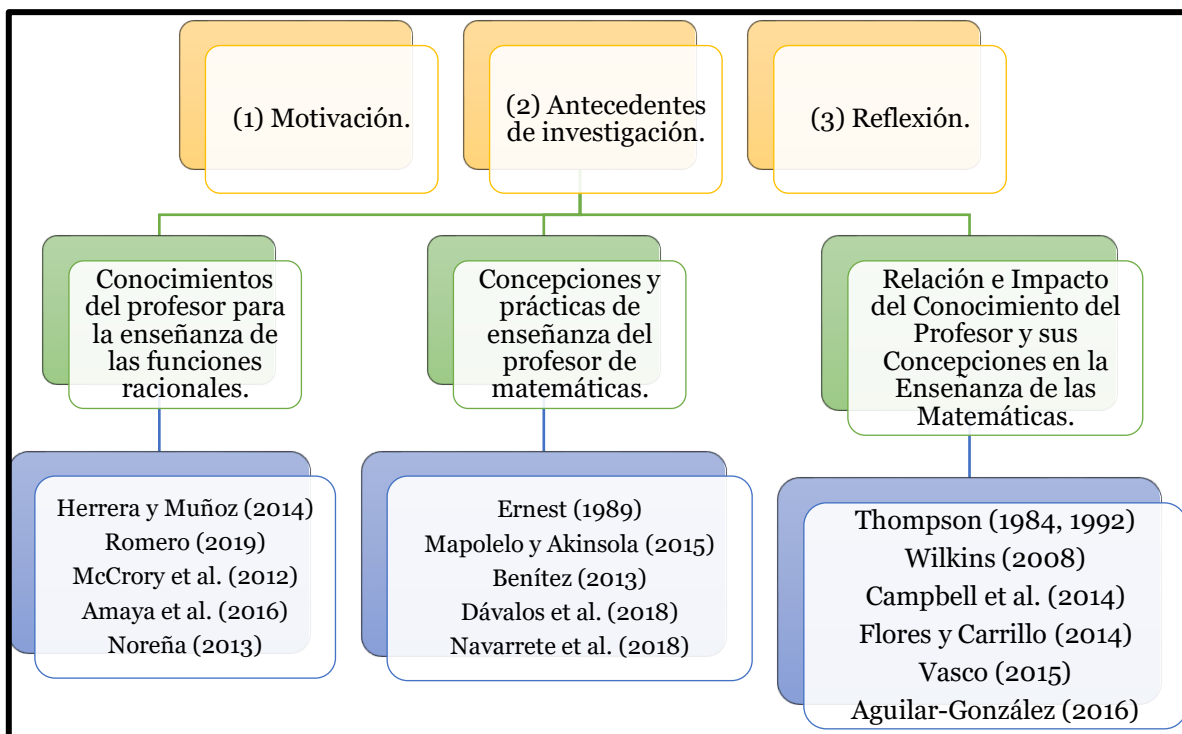 (1) Motivación.
(2) Antecedentes
de investigación.
(3) Reflexión.
Conocimientos
del profesor para
la enseñanza de
las funciones
racionales.
Concepciones y
prácticas de
enseñanza del
profesor de
matemáticas.
Relación e Impacto
del Conocimiento del
Profesor y sus
Concepciones en la
Enseñanza de las
Matemáticas.
Herrera y Muñoz (2014)
Romero (2019)
McCrory et al. (2012)
Amaya et al. (2016)
Noreña (2013)
Ernest (1989)
Mapolelo y Akinsola (2015)
Benítez (2013)
Dávalos et al. (2018)
Navarrete et al. (2018)
Thompson (1984, 1992)
Wilkins (2008)
Campbell et al. (2014)
Flores y Carrillo (2014)
Vasco (2015)
Aguilar-González (2016)